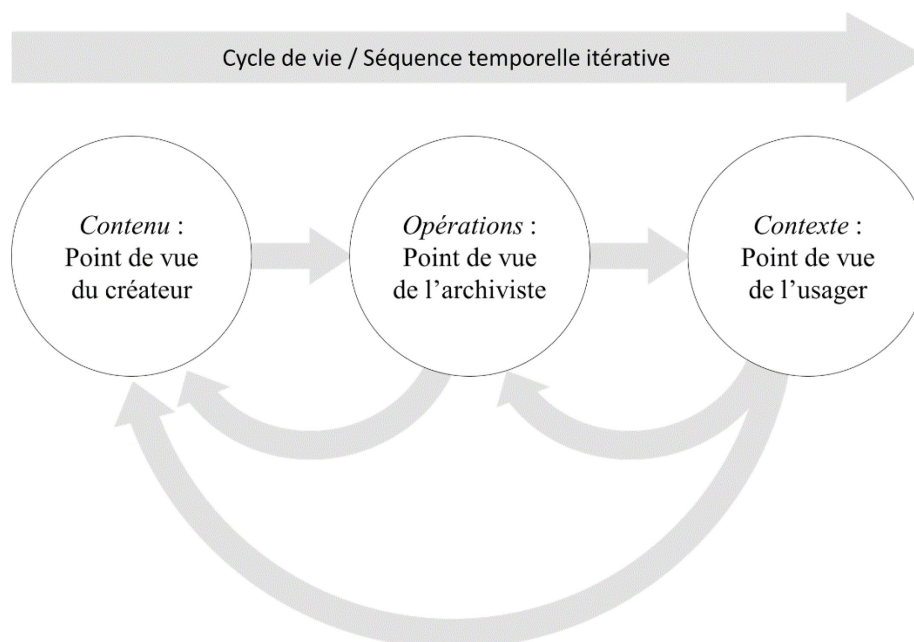 Cycle de vie / Séquence temporelle itérative
Contenu :
Point de vue
du créateur
Opérations :
Point de vue
de l’archiviste
Contexte :
Point de vue
de l’usager